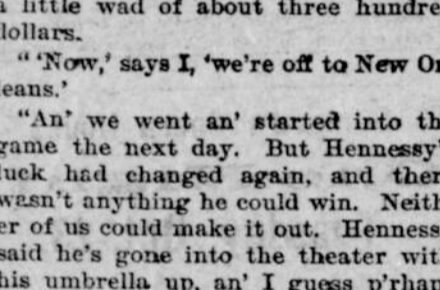 a little wad of about three hundre
dollars.
"'Now,' says I, 'we're off to New Or
leans.'
"An' we went an' started into th
game the next day. But Hennessy'
luck had changed again, and ther
wasn't anything he could win. Neith
er of us could make it out. Henness
said he's gone into the theater wit
his umbrella up, an' I guess p'rhap